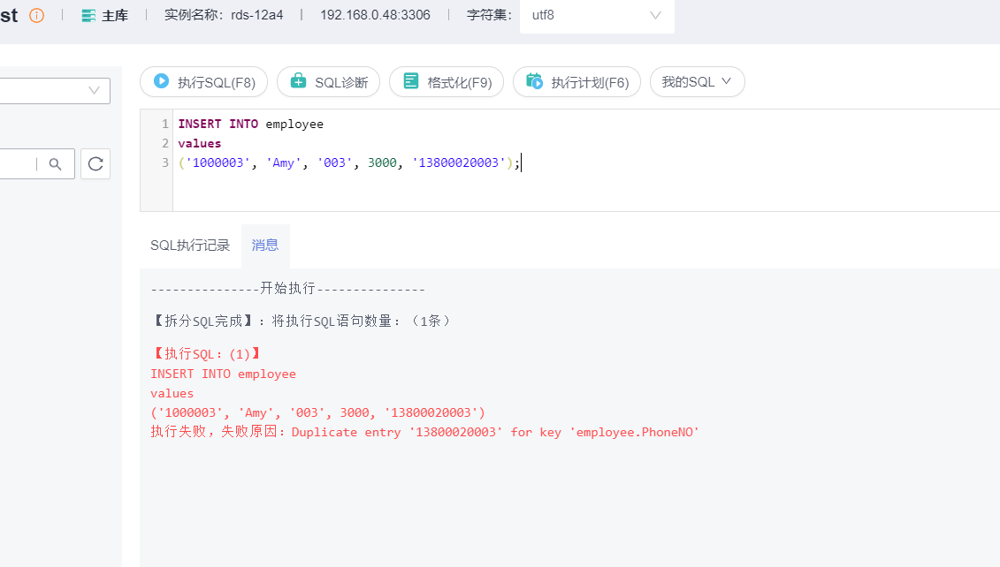 st 主库 | 实例名称：rds-12a4 | 192.168.0.48:3306 | 字符集： utf8
执行SQL(F8) SQL诊断 格式化(F9) 执行计划(F6) 我的SQL
1 INSERT INTO employee
2 values
3 ('1000003', 'Amy', '003', 3000, '13800020003');
SQL执行记录 消息
---------------开始执行---------------
【拆分SQL完成】：将执行SQL语句数量：（1条）
【执行SQL：(1)】
INSERT INTO employee
values
('1000003', 'Amy', '003', 3000, '13800020003')
执行失败，失败原因：Duplicate entry '13800020003' for key 'employee.PhoneNO'